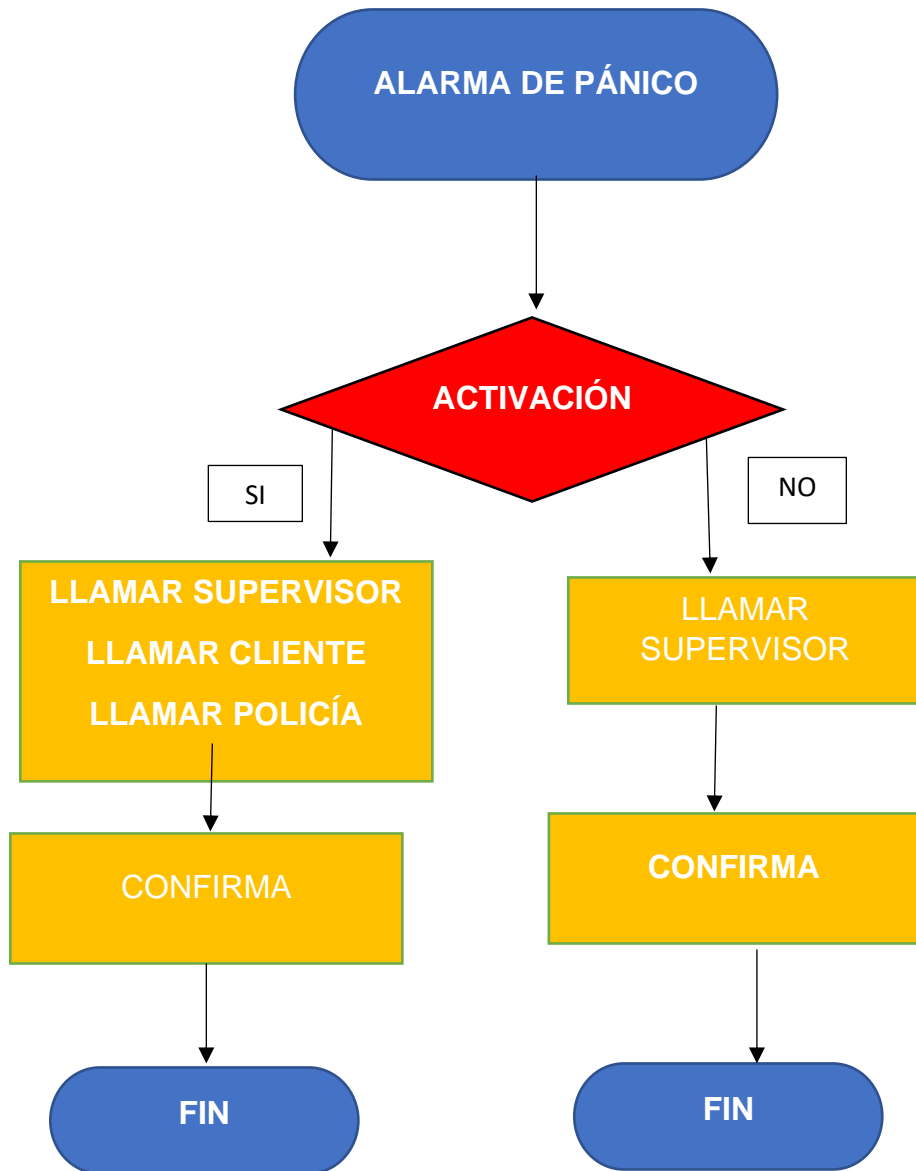 ALARMA DE PÁNICO
ACTIVACIÓN
SI
NO
LLAMAR SUPERVISOR
LLAMAR CLIENTE
LLAMAR POLICÍA
LLAMAR
SUPERVISOR
CONFIRMA
CONFIRMA
FIN
FIN